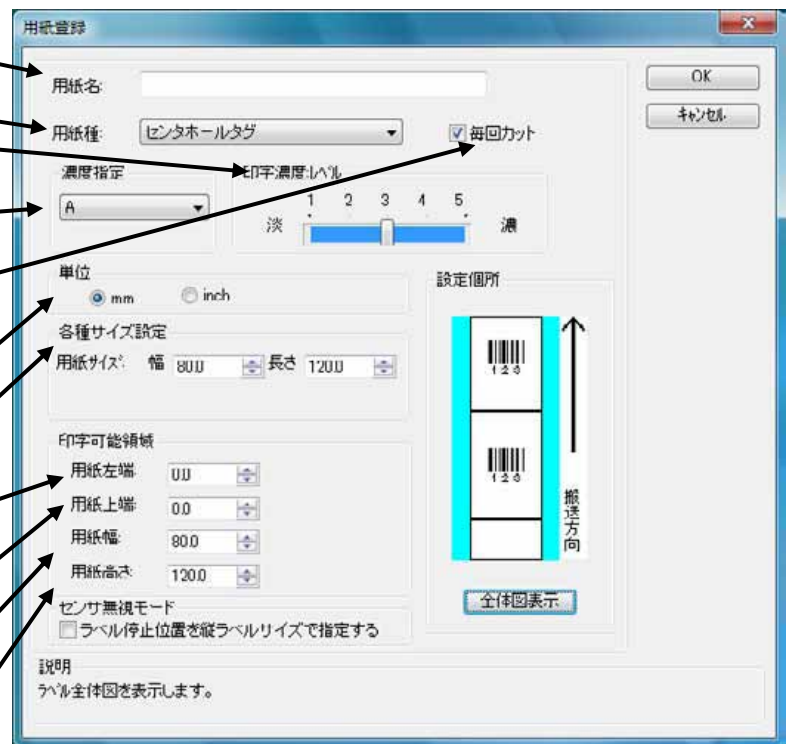 用紙登録
OK
キャンセル
用紙名:
用紙種: センタホールタグ 毎回カット
濃度指定
A
印字濃度:レベル
1 2 3 4 5
淡 濃
単位
mm inch
各種サイズ設定
用紙サイズ: 幅 80.0 長さ 120.0
印字可能領域
用紙左端: 0.0
用紙上端: 0.0
用紙幅: 80.0
用紙高さ: 120.0
センサ無視モード
ラベル停止位置を縦ラベルリイズで指定する
設定個所
120
120
搬送方向
全体図表示
説明
ラベル全体図を表示します。